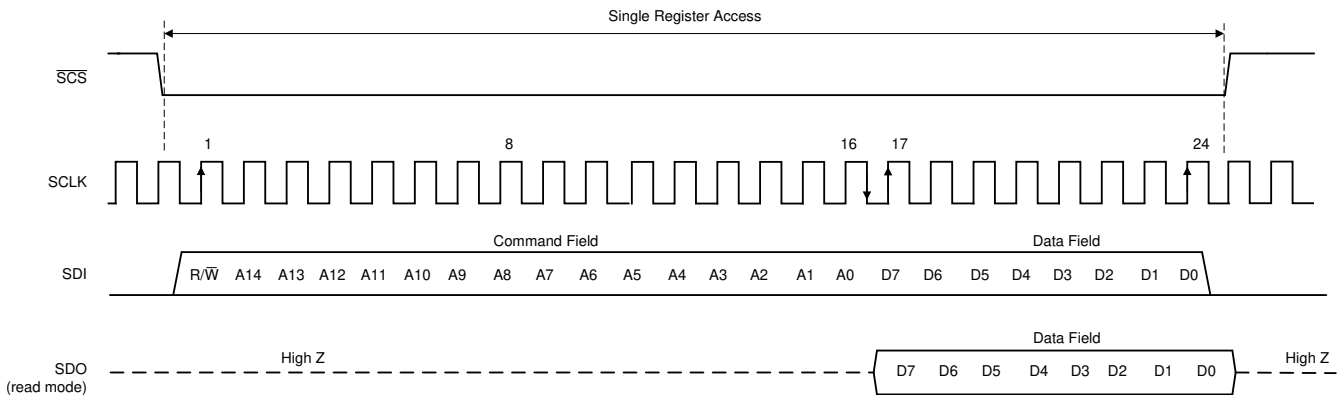 Single Register Access
SCS
1 8 16 17 24
SCLK
Command Field Data Field
SDI R/W A14 A13 A12 A11 A10 A9 A8 A7 A6 A5 A4 A3 A2 A1 A0 D7 D6 D5 D4 D3 D2 D1 D0
Data Field
High Z High Z
SDO D7 D6 D5 D4 D3 D2 D1 D0
(read mode)